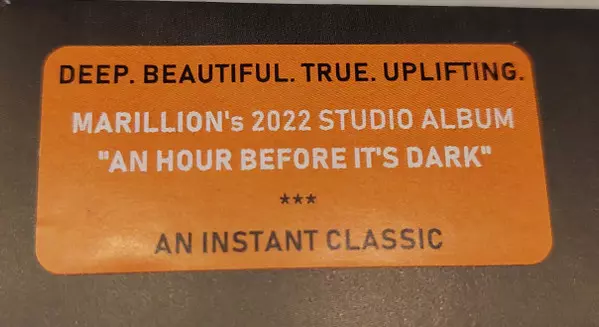 DEEP. BEAUTIFUL. TRUE. UPLIFTING.
MARILLION's 2022 STUDIO ALBUM
"AN HOUR BEFORE IT'S DARK"
***
AN INSTANT CLASSIC